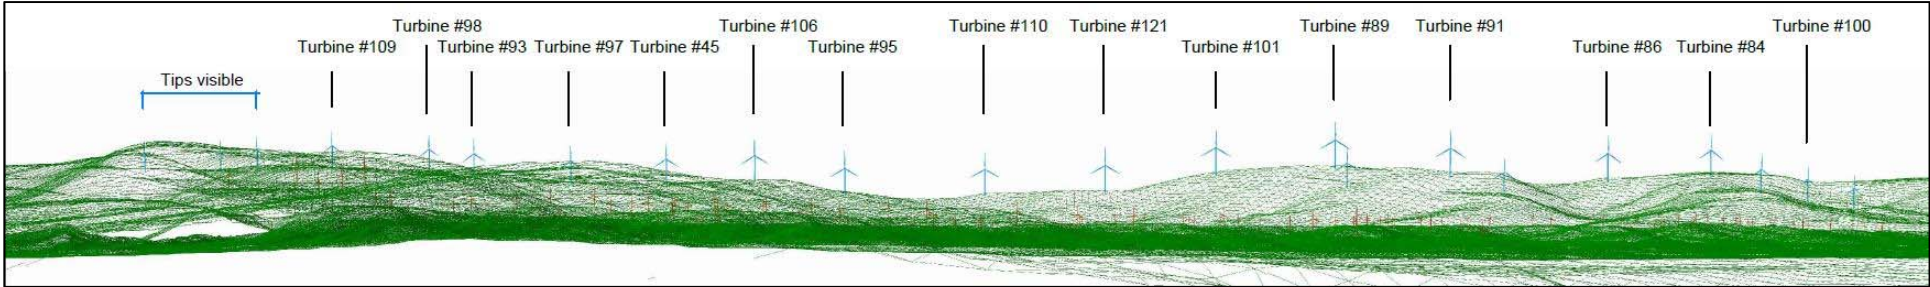 Turbine #98
Turbine #106
Turbine #110
Turbine #121
Turbine #89
Turbine #91
Turbine #100
Turbine #109
Turbine #93
Turbine #97
Turbine #45
Turbine #95
Turbine #101
Turbine #86
Turbine #84
Tips visible